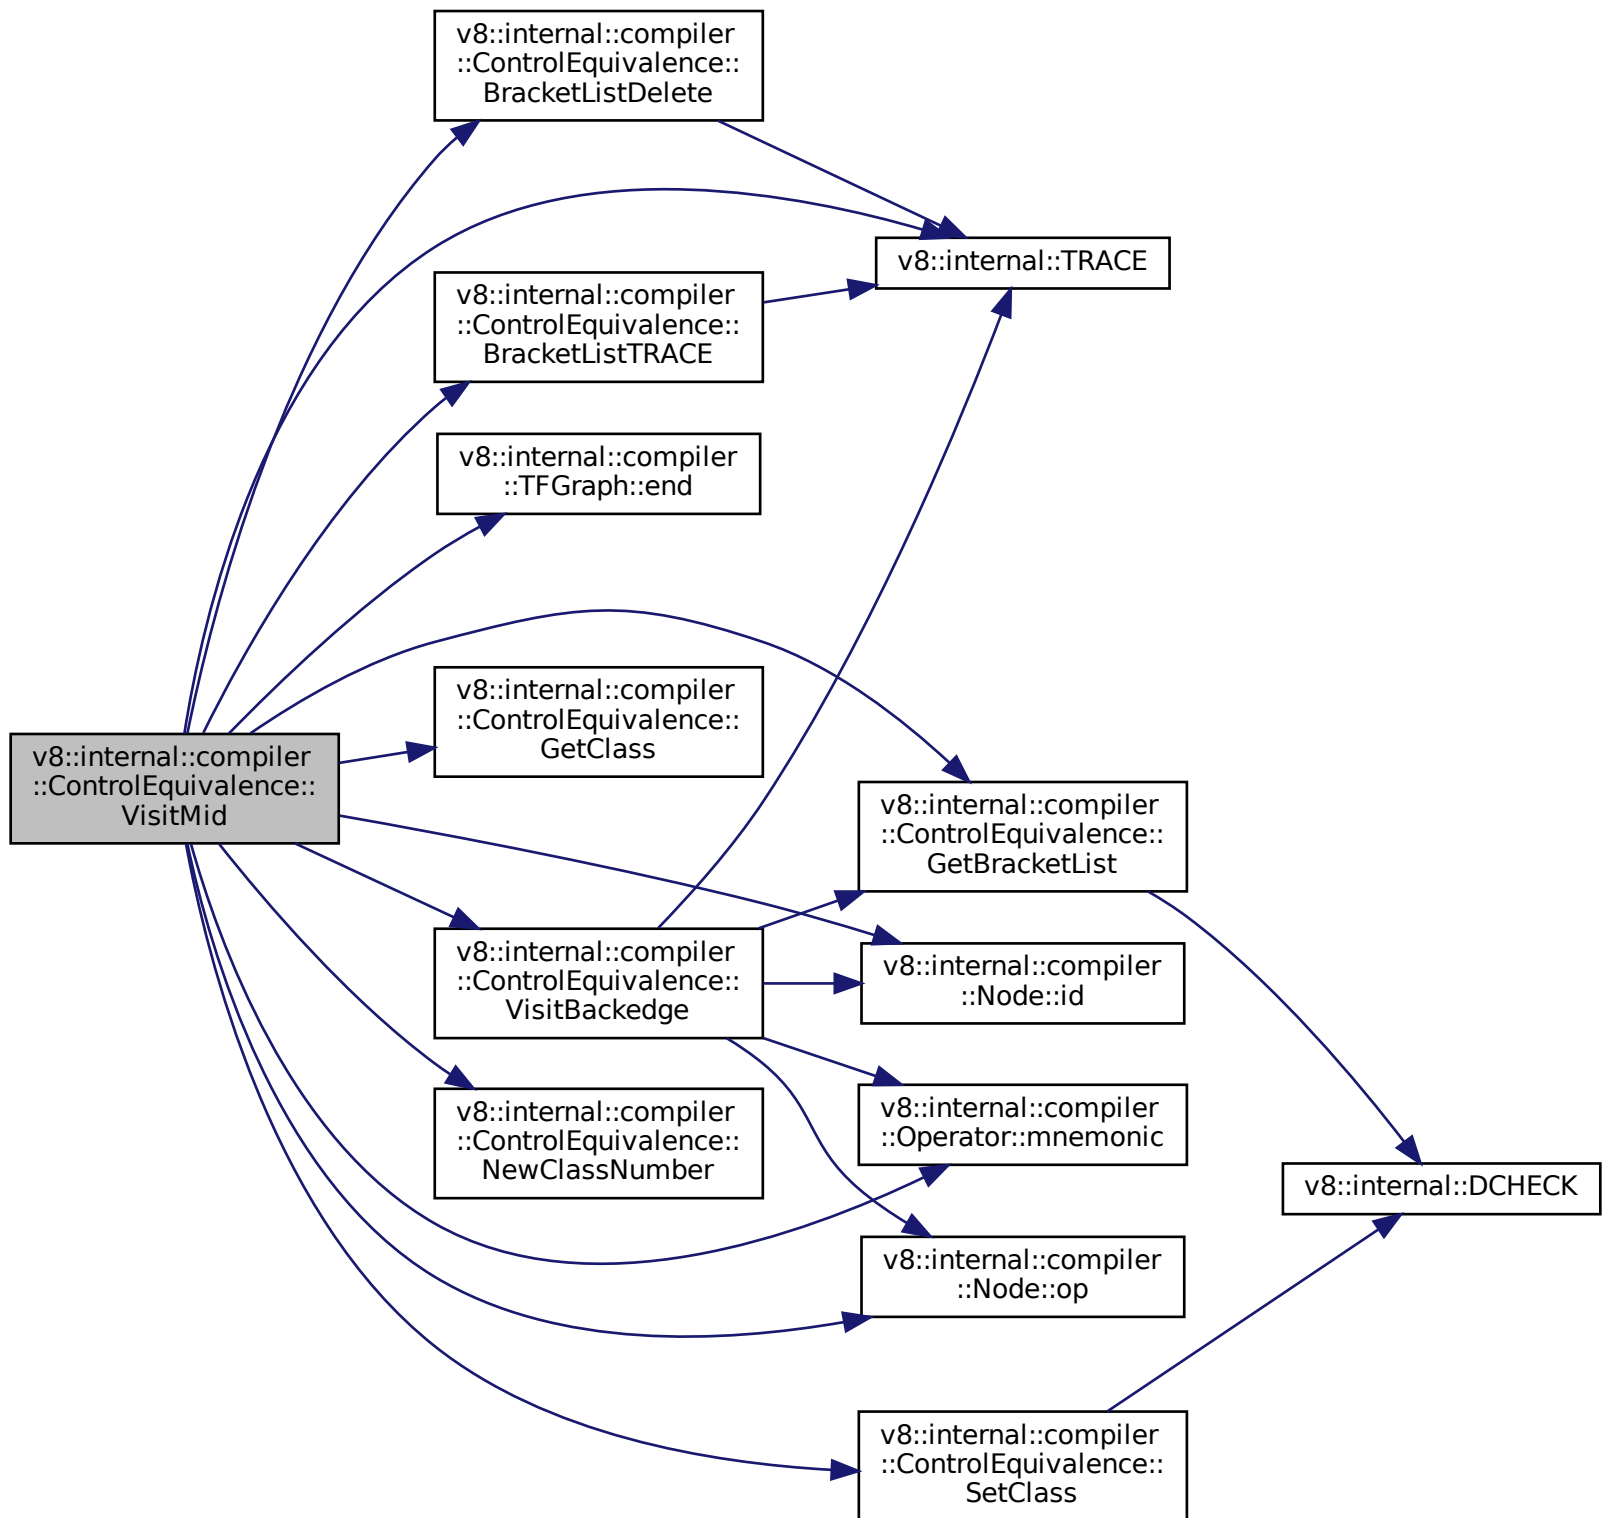 v8::internal::compiler
::ControlEquivalence::
BracketListDelete
v8::internal::TRACE
v8::internal::compiler
::ControlEquivalence::
BracketListTRACE
v8::internal::compiler
::TFGraph::end
v8::internal::compiler
::ControlEquivalence::
GetClass
v8::internal::compiler
::ControlEquivalence::
VisitMid
v8::internal::compiler
::ControlEquivalence::
GetBracketList
v8::internal::compiler
::ControlEquivalence::
VisitBackedge
v8::internal::compiler
::Node::id
v8::internal::compiler
::ControlEquivalence::
NewClassNumber
v8::internal::compiler
::Operator::mnemonic
v8::internal::DCHECK
v8::internal::compiler
::Node::op
v8::internal::compiler
::ControlEquivalence::
SetClass